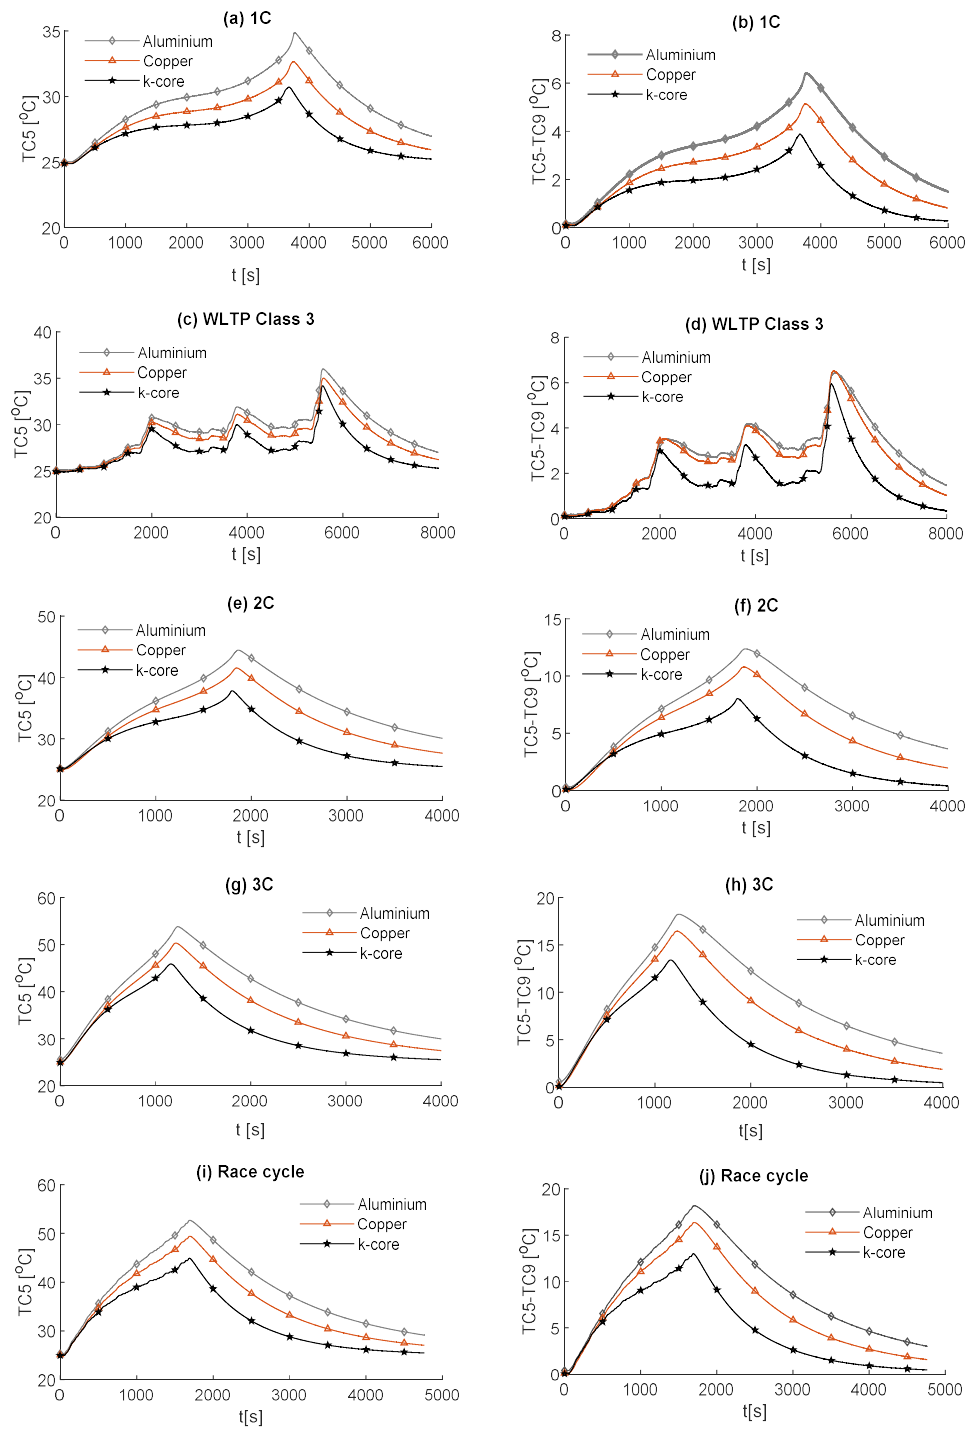 (a) 1C
35
30
25
20
TC5 [°C]
Aluminium
Copper
k-core
0 1000 2000 3000 4000 5000 6000
t [s]
(b) 1C
8
6
4
2
0
TC5-TC9 [°C]
Aluminium
Copper
k-core
0 1000 2000 3000 4000 5000 6000
t [s]
(c) WLTP Class 3
40
35
30
25
20
TC5 [°C]
Aluminium
Copper
k-core
0 2000 4000 6000 8000
t [s]
(d) WLTP Class 3
8
6
4
2
0
TC5-TC9 [°C]
Aluminium
Copper
k-core
0 2000 4000 6000 8000
t [s]
(e) 2C
50
40
30
20
TC5 [°C]
Aluminium
Copper
k-core
0 1000 2000 3000 4000
t [s]
(f) 2C
15
10
5
0
TC5-TC9 [°C]
Aluminium
Copper
k-core
0 1000 2000 3000 4000
t [s]
(g) 3C
60
50
40
30
20
TC5 [°C]
Aluminium
Copper
k-core
0 1000 2000 3000 4000
t [s]
(h) 3C
20
15
10
5
0
TC5-TC9 [°C]
Aluminium
Copper
k-core
0 1000 2000 3000 4000
t[s]
(i) Race cycle
60
50
40
30
20
TC5 [°C]
Aluminium
Copper
k-core
0 1000 2000 3000 4000 5000
t[s]
(j) Race cycle
20
15
10
5
0
TC5-TC9 [°C]
Aluminium
Copper
k-core
0 1000 2000 3000 4000 5000
t[s]